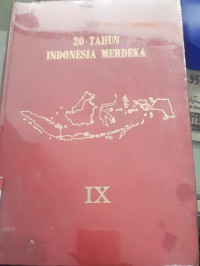 20 TAHUN
INDONESIA MERDEKA
IX